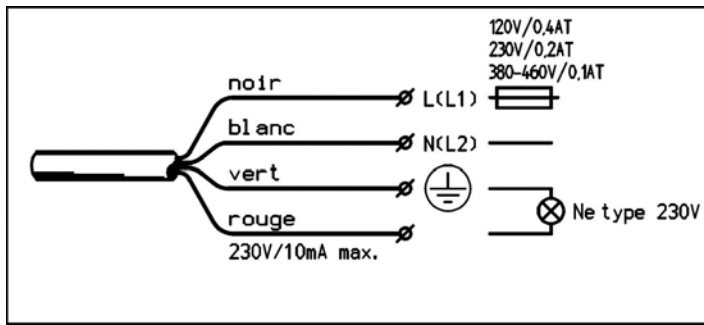 120V/0,4AT
230V/0,2AT
380-460V/0,1AT
noir
L(L1)
blanc
N(L2)
vert
rouge
Ne type 230V
230V/10mA max.